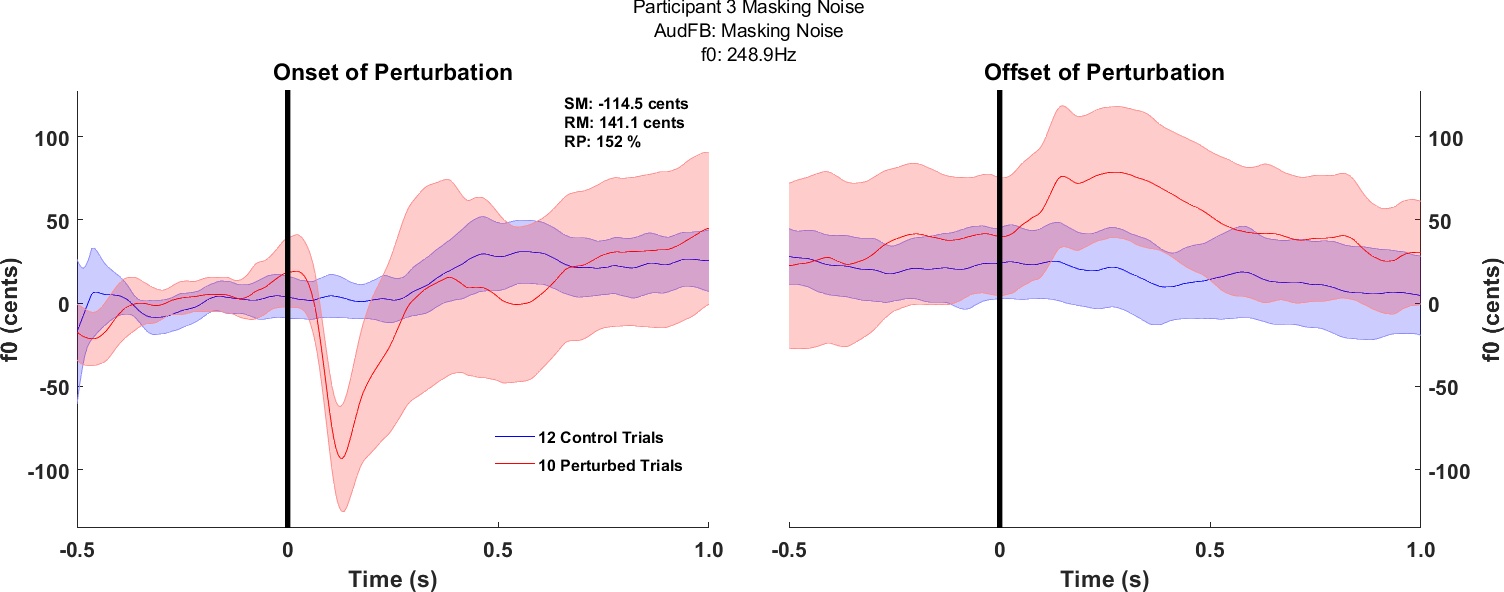 Participant 3 Masking Noise
AudFB: Masking Noise
f0: 248.9Hz
Onset of Perturbation
SM: -114.5 cents
RM: 141.1 cents
RP: 152 %
100
50
0
-50
-100
f0 (cents)
12 Control Trials
10 Perturbed Trials
-0.5
0
0.5
1.0
Time (s)
Offset of Perturbation
100
50
0
-50
-100
f0 (cents)
-0.5
0
0.5
1.0
Time (s)